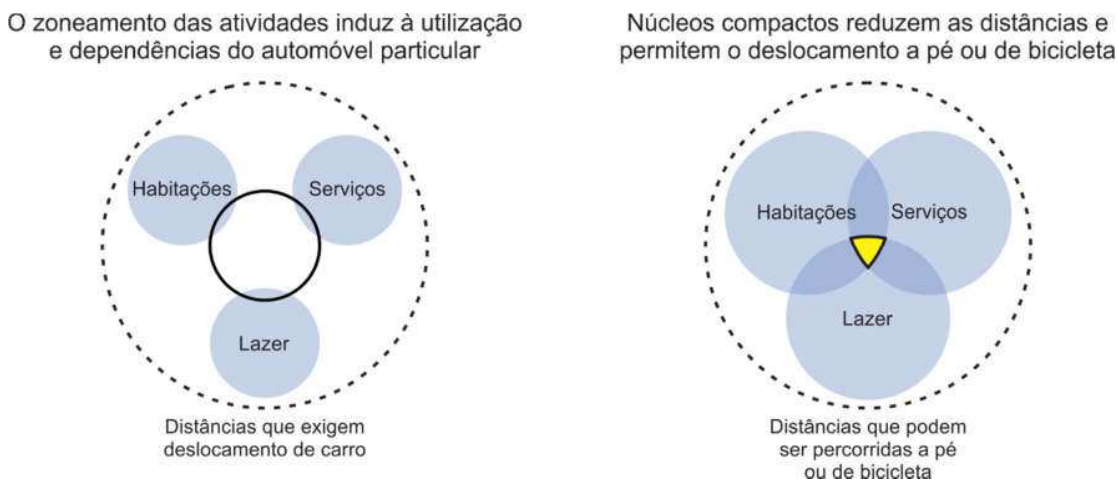 O zoneamento das atividades induz à utilização
e dependências do automóvel particular
Habitações
Serviços
Lazer
Distâncias que exigem
deslocamento de carro
Núcleos compactos reduzem as distâncias e
permitem o deslocamento a pé ou de bicicleta
Habitações
Serviços
Lazer
Distâncias que podem
ser percorridas a pé
ou de bicicleta